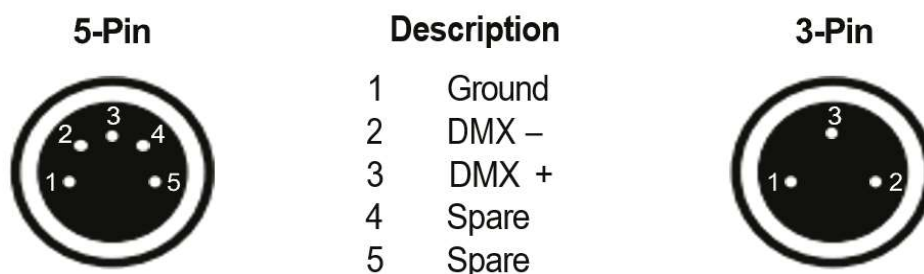 5-Pin
Description
3-Pin
1 Ground
2 DMX –
3 DMX +
4 Spare
5 Spare
3
2 4
1 5
3
1 2